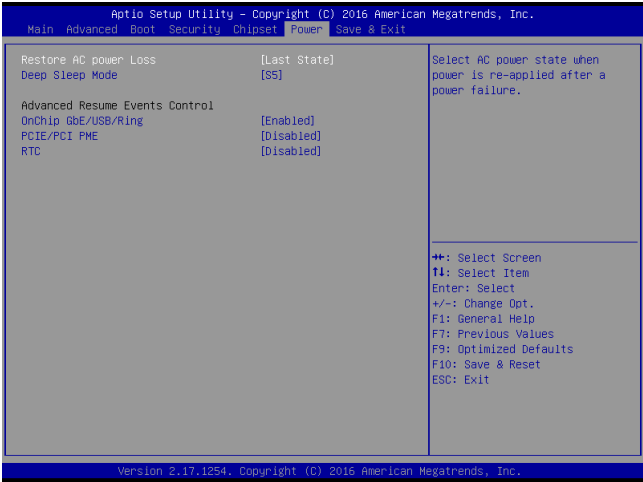 Aptio Setup Utility – Copyright (C) 2016 American Megatrends, Inc.
Main Advanced Boot Security Chipset Power Save & Exit
Restore AC power Loss [Last State]
Deep Sleep Mode [S5]
Advanced Resume Events Control
OnChip GbE/USB/Ring [Enabled]
PCIE/PCI PME [Disabled]
RTC [Disabled]
Select AC power state when
power is re-applied after a
power failure.
→←: Select Screen
↑↓: Select Item
Enter: Select
+/-: Change Opt.
F1: General Help
F7: Previous Values
F9: Optimized Defaults
F10: Save & Reset
ESC: Exit
Version 2.17.1254. Copyright (C) 2016 American Megatrends, Inc.